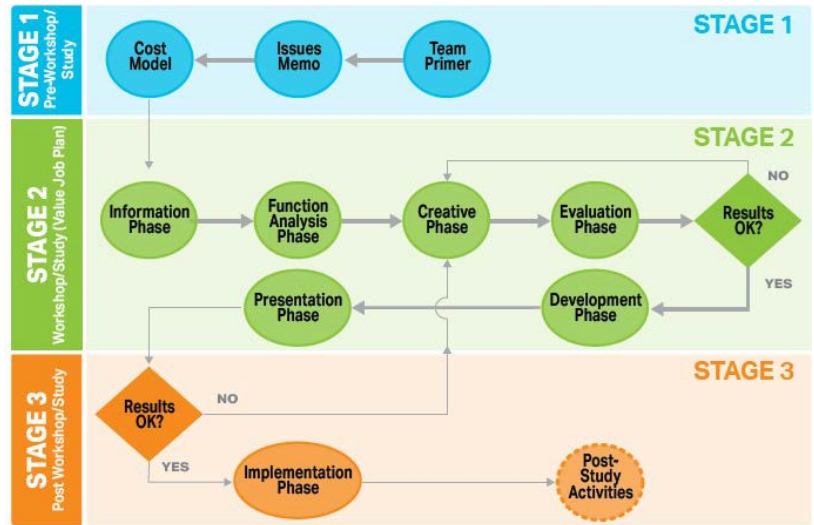 STAGE 1
Pre-Workshop/
Study
STAGE 1
Cost
Model
Issues
Memo
Team
Primer
STAGE 2
Workshop/Study (Value Job Plan)
STAGE 2
NO
Information
Phase
Function
Analysis
Phase
Creative
Phase
Evaluation
Phase
Results
OK?
YES
Presentation
Phase
Development
Phase
STAGE 3
Post Workshop/Study
STAGE 3
Results
OK?
NO
YES
Implementation
Phase
Post-
Study
Activities